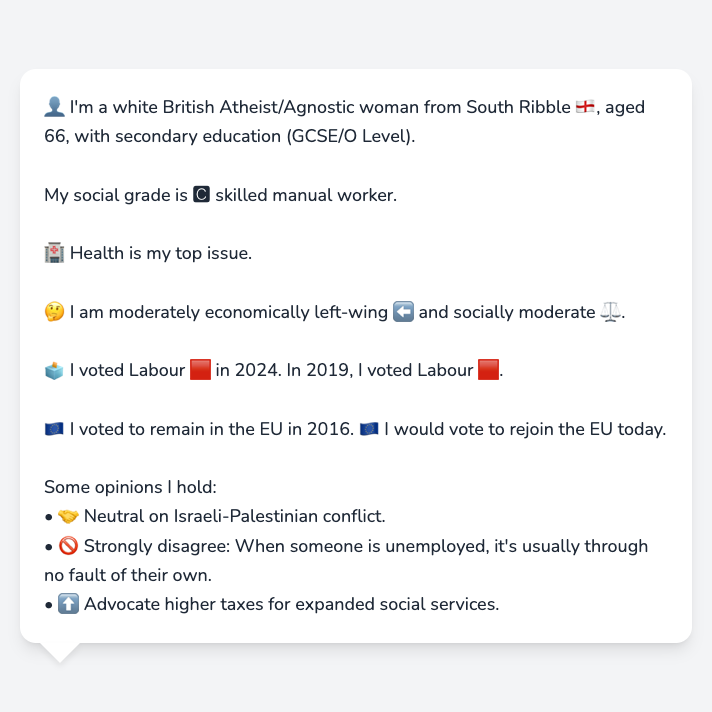 👤 I'm a white British Atheist/Agnostic woman from South Ribble 🏴󠁧󠁢󠁥󠁮󠁧󠁿, aged
66, with secondary education (GCSE/O Level).
My social grade is 🅲 skilled manual worker.
🏥 Health is my top issue.
🤔 I am moderately economically left-wing ⬅️ and socially moderate ⚖️.
🗳️ I voted Labour 🟥 in 2024. In 2019, I voted Labour 🟥.
🇪🇺 I voted to remain in the EU in 2016. 🇪🇺 I would vote to rejoin the EU today.
Some opinions I hold:
• 🤝 Neutral on Israeli-Palestinian conflict.
• 🚫 Strongly disagree: When someone is unemployed, it's usually through
no fault of their own.
• ⬆️ Advocate higher taxes for expanded social services.